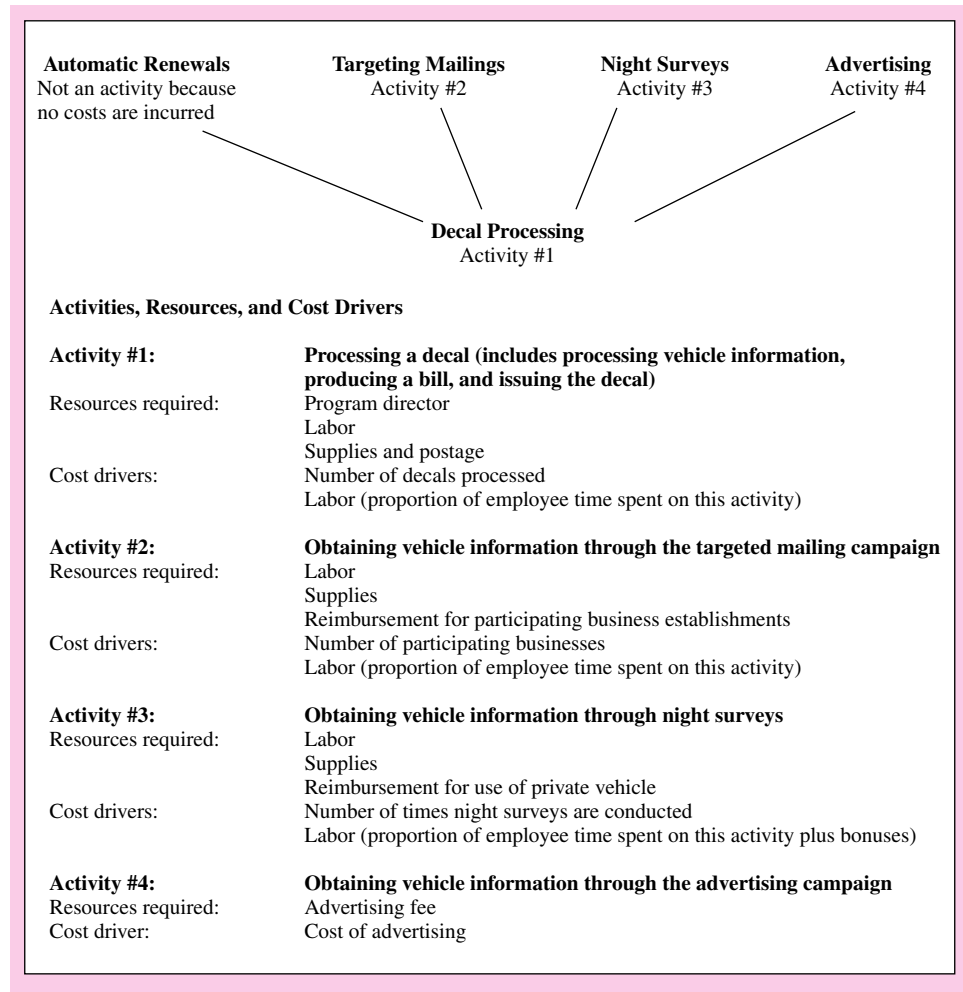 Automatic Renewals Targeting Mailings Night Surveys Advertising
Not an activity because Activity #2 Activity #3 Activity #4
no costs are incurred
Decal Processing
Activity #1
Activities, Resources, and Cost Drivers
Activity #1: Processing a decal (includes processing vehicle information,
producing a bill, and issuing the decal)
Resources required: Program director
Labor
Supplies and postage
Cost drivers: Number of decals processed
Labor (proportion of employee time spent on this activity)
Activity #2: Obtaining vehicle information through the targeted mailing campaign
Resources required: Labor
Supplies
Reimbursement for participating business establishments
Cost drivers: Number of participating businesses
Labor (proportion of employee time spent on this activity)
Activity #3: Obtaining vehicle information through night surveys
Resources required: Labor
Supplies
Reimbursement for use of private vehicle
Cost drivers: Number of times night surveys are conducted
Labor (proportion of employee time spent on this activity plus bonuses)
Activity #4: Obtaining vehicle information through the advertising campaign
Resources required: Advertising fee
Cost driver: Cost of advertising